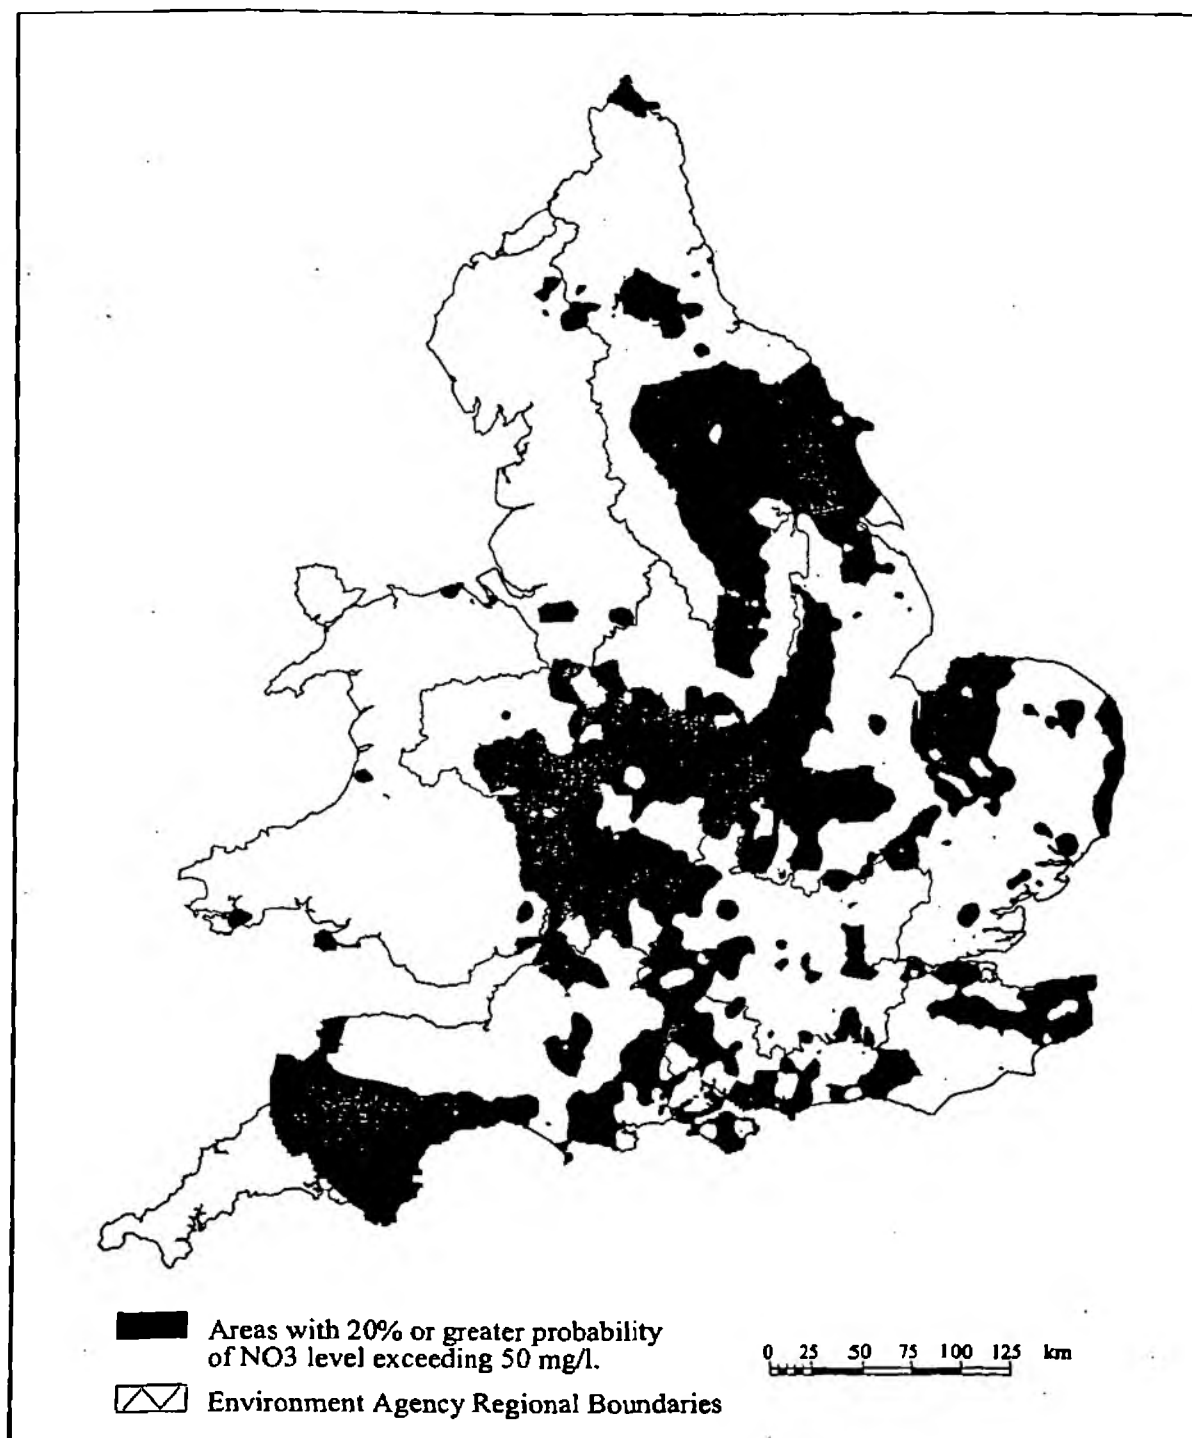 Areas with 20% or greater probability
of NO3 level exceeding 50 mg/l.
0 25 50 75 100 125 km
Environment Agency Regional Boundaries